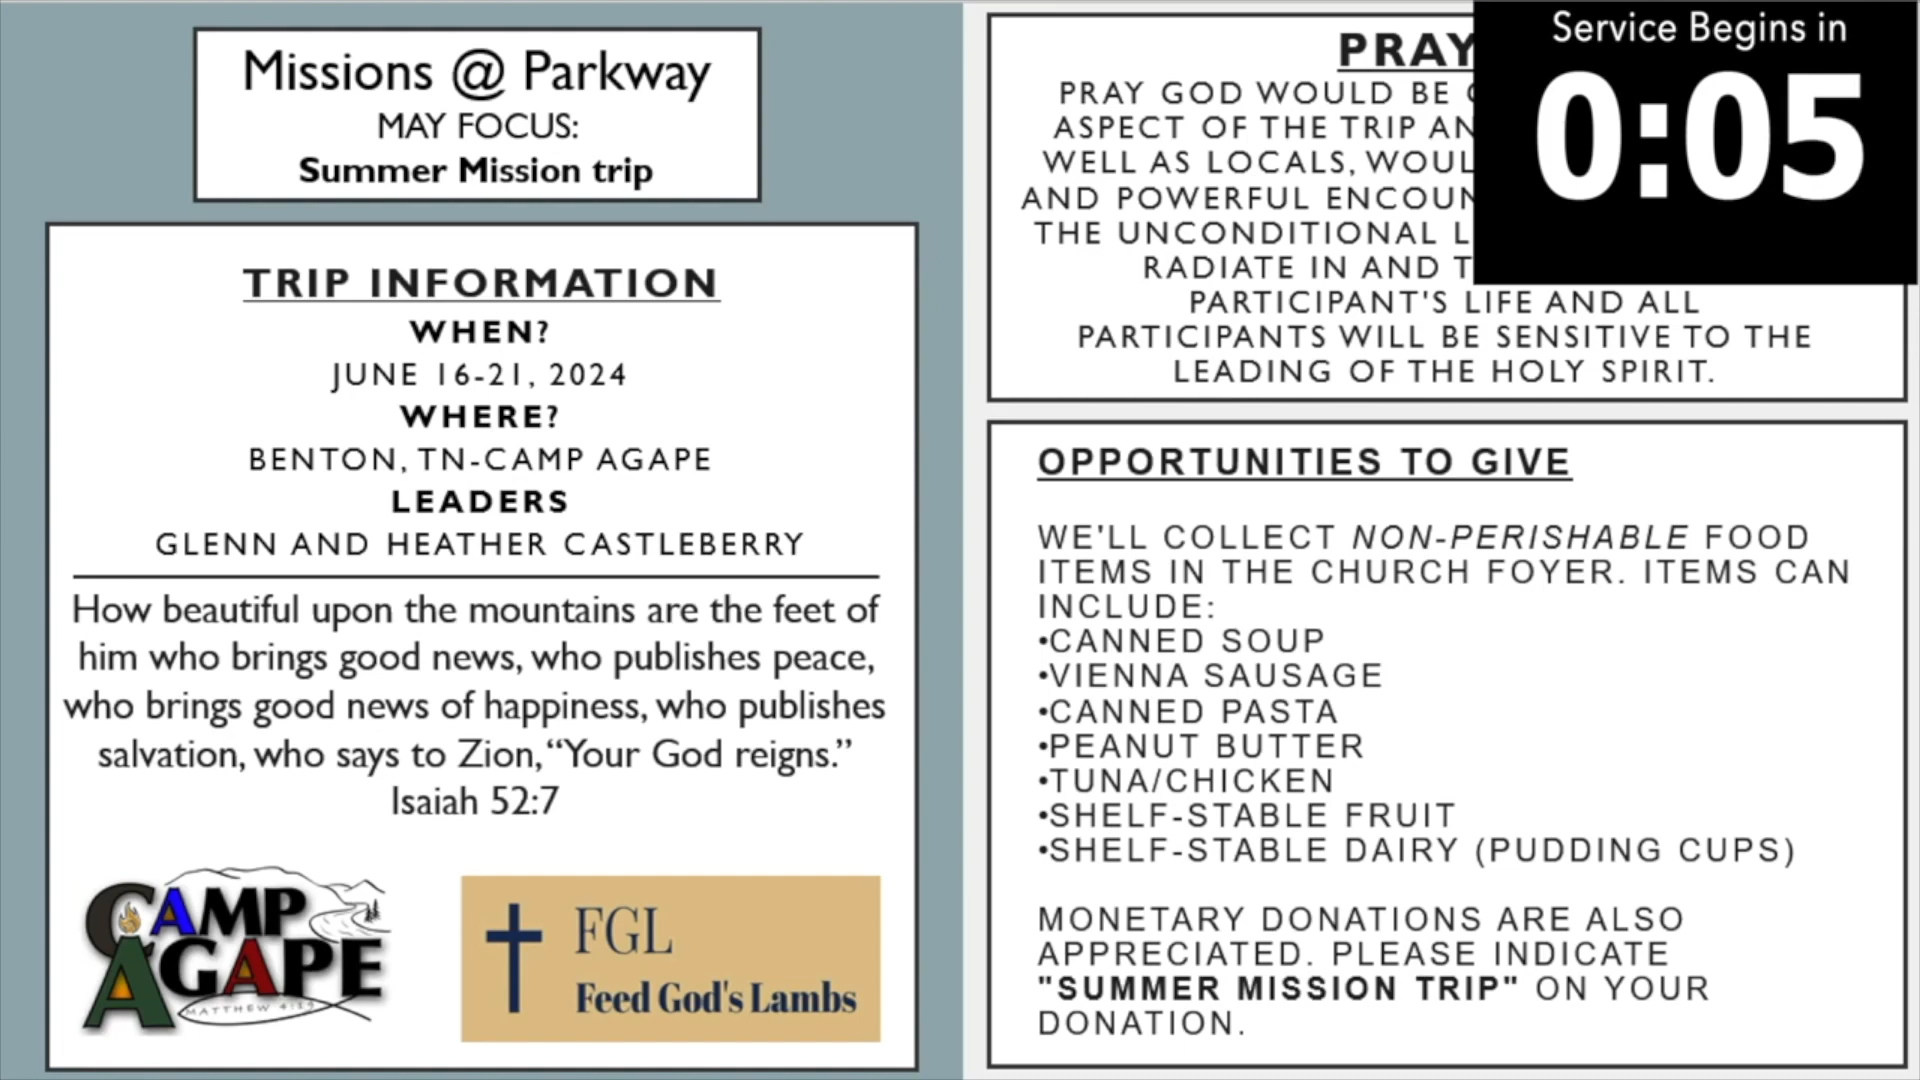 Missions @ Parkway
MAY FOCUS:
Summer Mission trip
TRIP INFORMATION
WHEN?
JUNE 16-21, 2024
WHERE?
BENTON, TN-CAMP AGAPE
LEADERS
GLENN AND HEATHER CASTLEBERRY
How beautiful upon the mountains are the feet of
him who brings good news, who publishes peace,
who brings good news of happiness, who publishes
salvation, who says to Zion, “Your God reigns.”
Isaiah 52:7
CAMP
AGAPE
MATTHEW 4:19
FGL
Feed God's Lambs
PRAY
PRAY GOD WOULD BE
ASPECT OF THE TRIP
WELL AS LOCALS,
AND POWERFUL
THE UNCONDITIONAL
RADIATE IN AND
PARTICIPANT'S LIFE AND ALL
PARTICIPANTS WILL BE SENSITIVE TO THE
LEADING OF THE HOLY SPIRIT.
Service Begins in
0:05
OPPORTUNITIES TO GIVE
WE'LL COLLECT NON-PERISHABLE FOOD
ITEMS IN THE CHURCH FOYER. ITEMS CAN
INCLUDE:
•CANNED SOUP
•VIENNA SAUSAGE
•CANNED PASTA
•PEANUT BUTTER
•TUNA/CHICKEN
•SHELF-STABLE FRUIT
•SHELF-STABLE DAIRY (PUDDING CUPS)
MONETARY DONATIONS ARE ALSO
APPRECIATED. PLEASE INDICATE
"SUMMER MISSION TRIP" ON YOUR
DONATION.